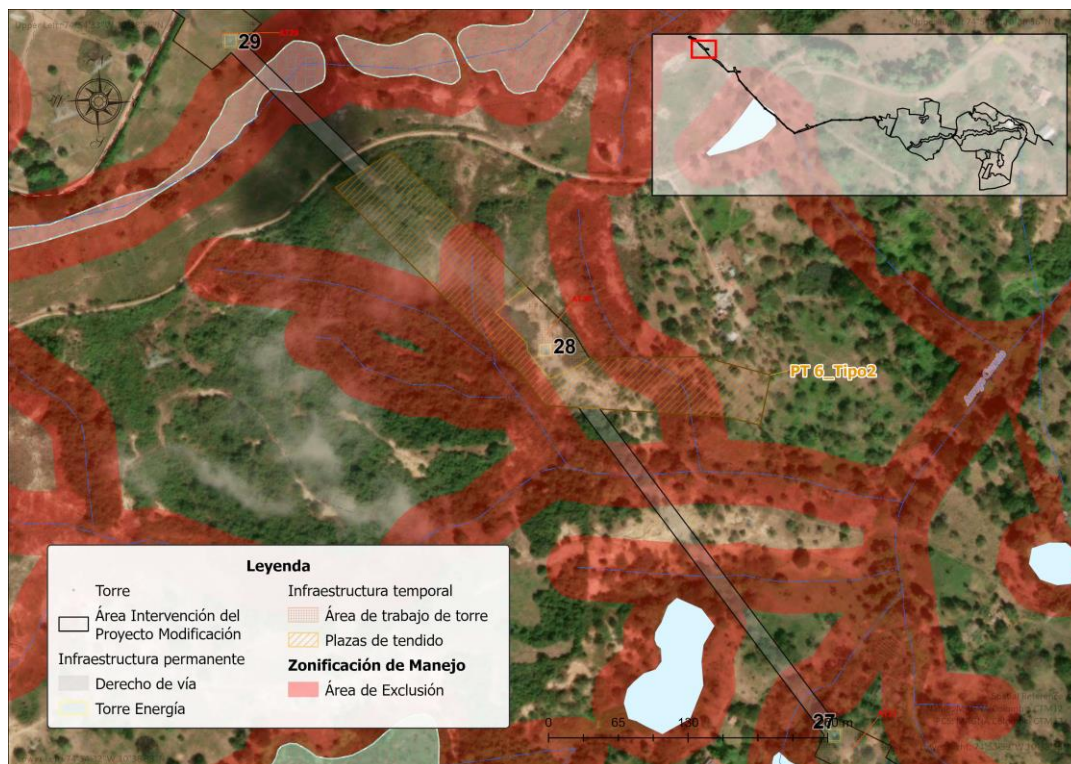 29
28
PT 6_Tipo2
27
0
65
130
m
Leyenda
Torre
Área Intervención del
Proyecto Modificación
Infraestructura permanente
Derecho de vía
Torre Energía
Infraestructura temporal
Área de trabajo de torre
Plazas de tendido
Zonificación de Manejo
Área de Exclusión